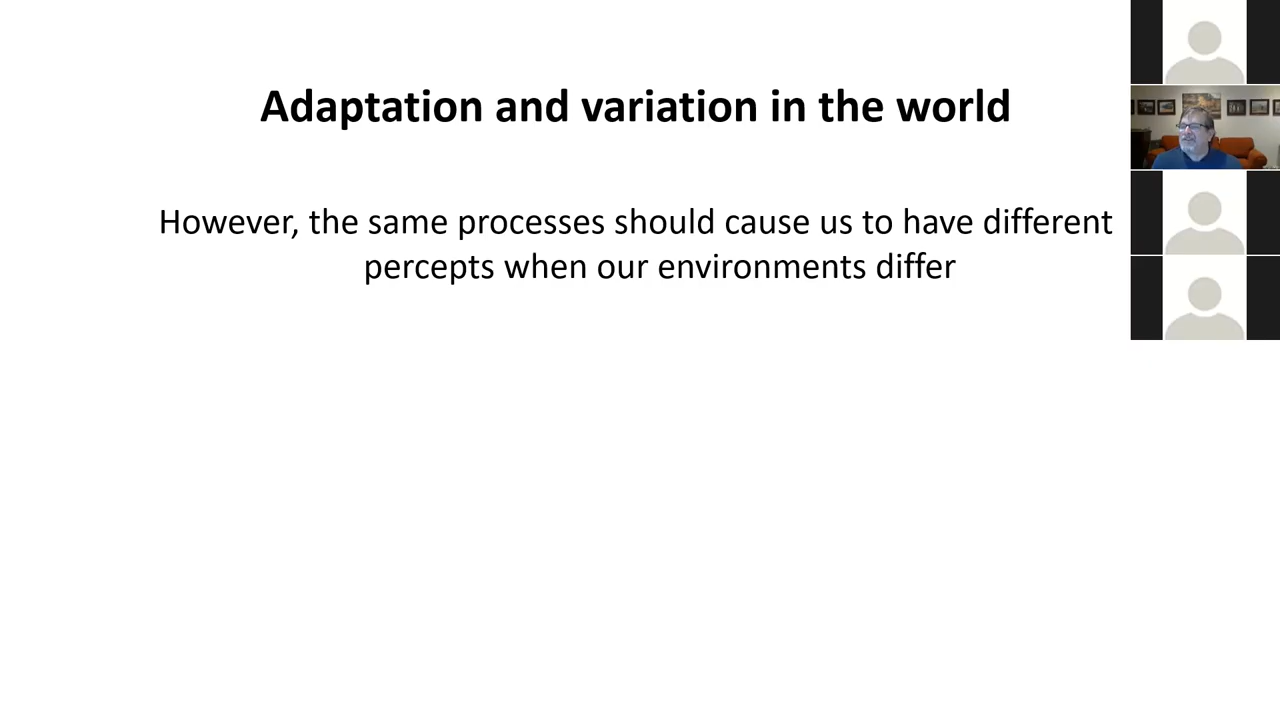 Adaptation and variation in the world
However, the same processes should cause us to have different
percepts when our environments differ